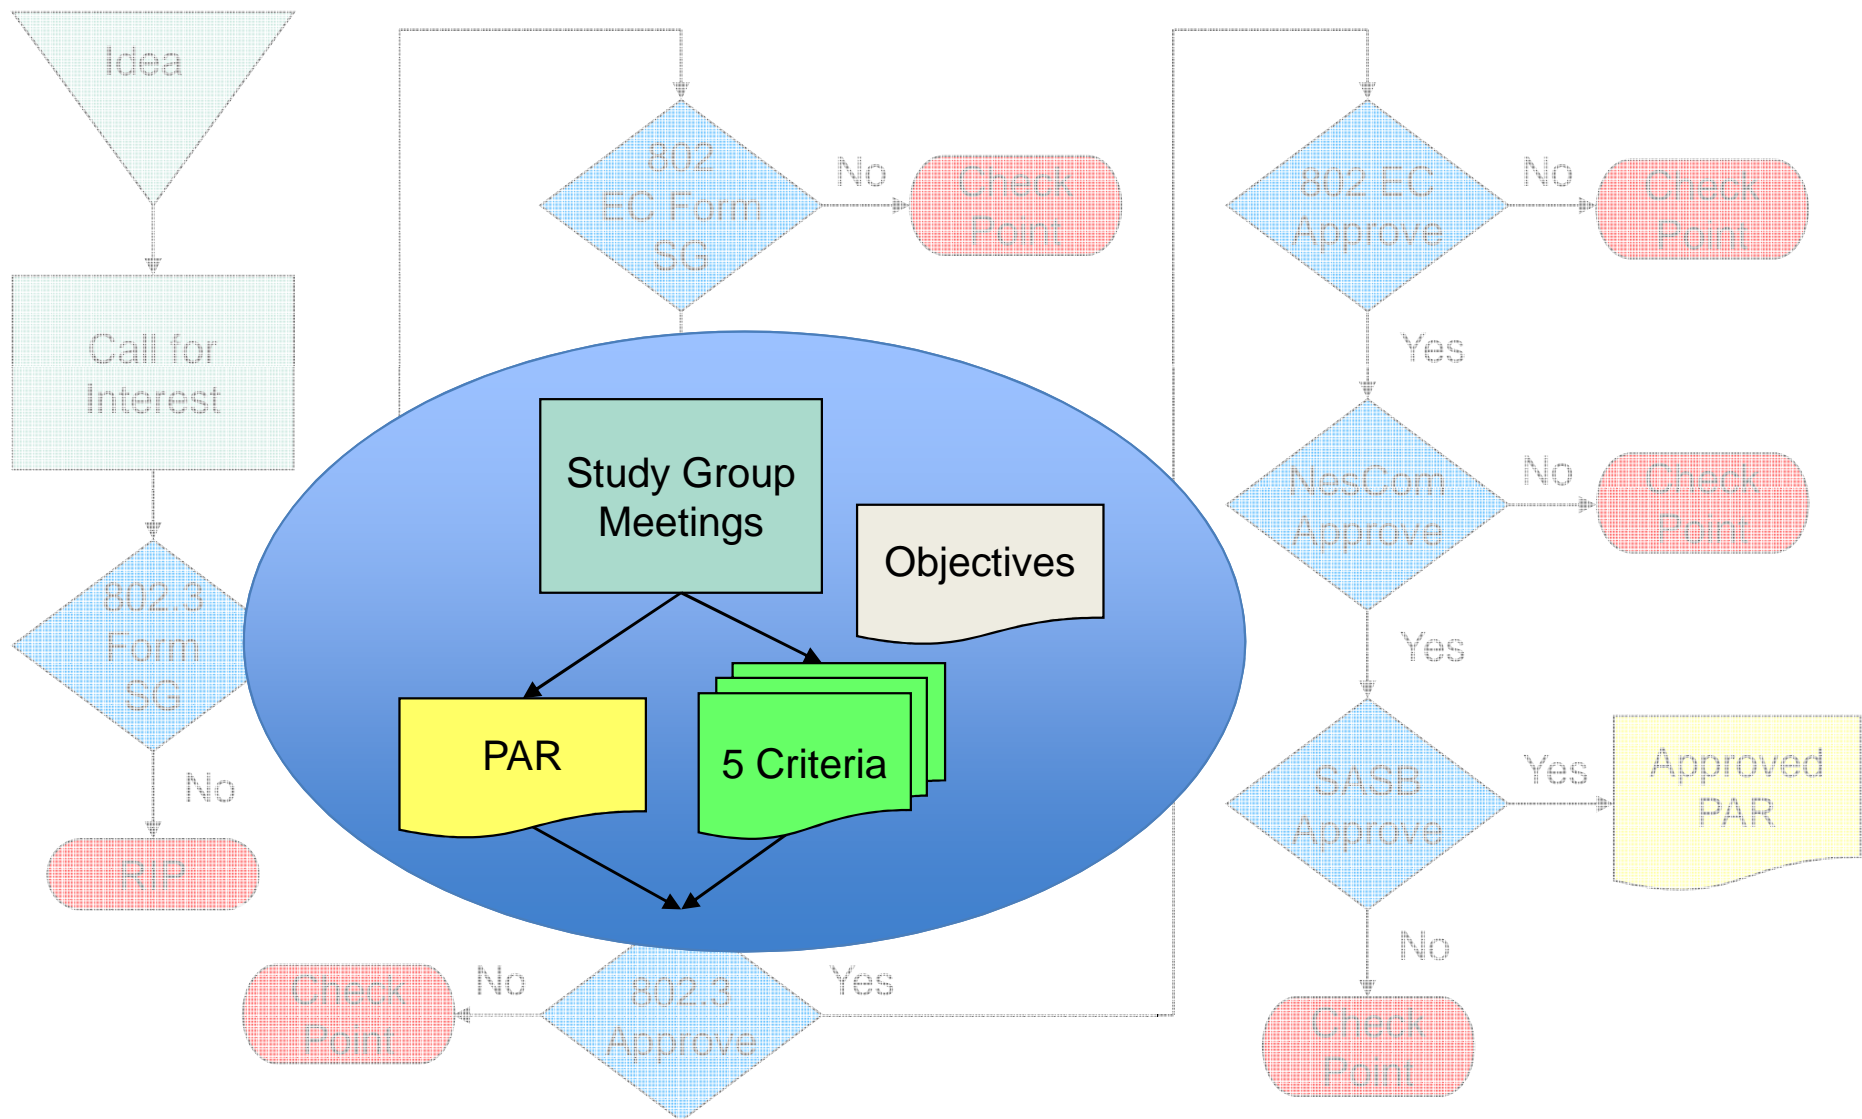 Idea
Call for
Interest
802.3
Form
SG
No
RIP
802
EC Form
SG
No
Check
Point
Study Group
Meetings
Objectives
PAR
5 Criteria
802.3
Approve
No
Check
Point
Yes
802 EC
Approve
No
Check
Point
Yes
NesCom
Approve
No
Check
Point
Yes
SASB
Approve
Yes
Approved
PAR
No
Check
Point